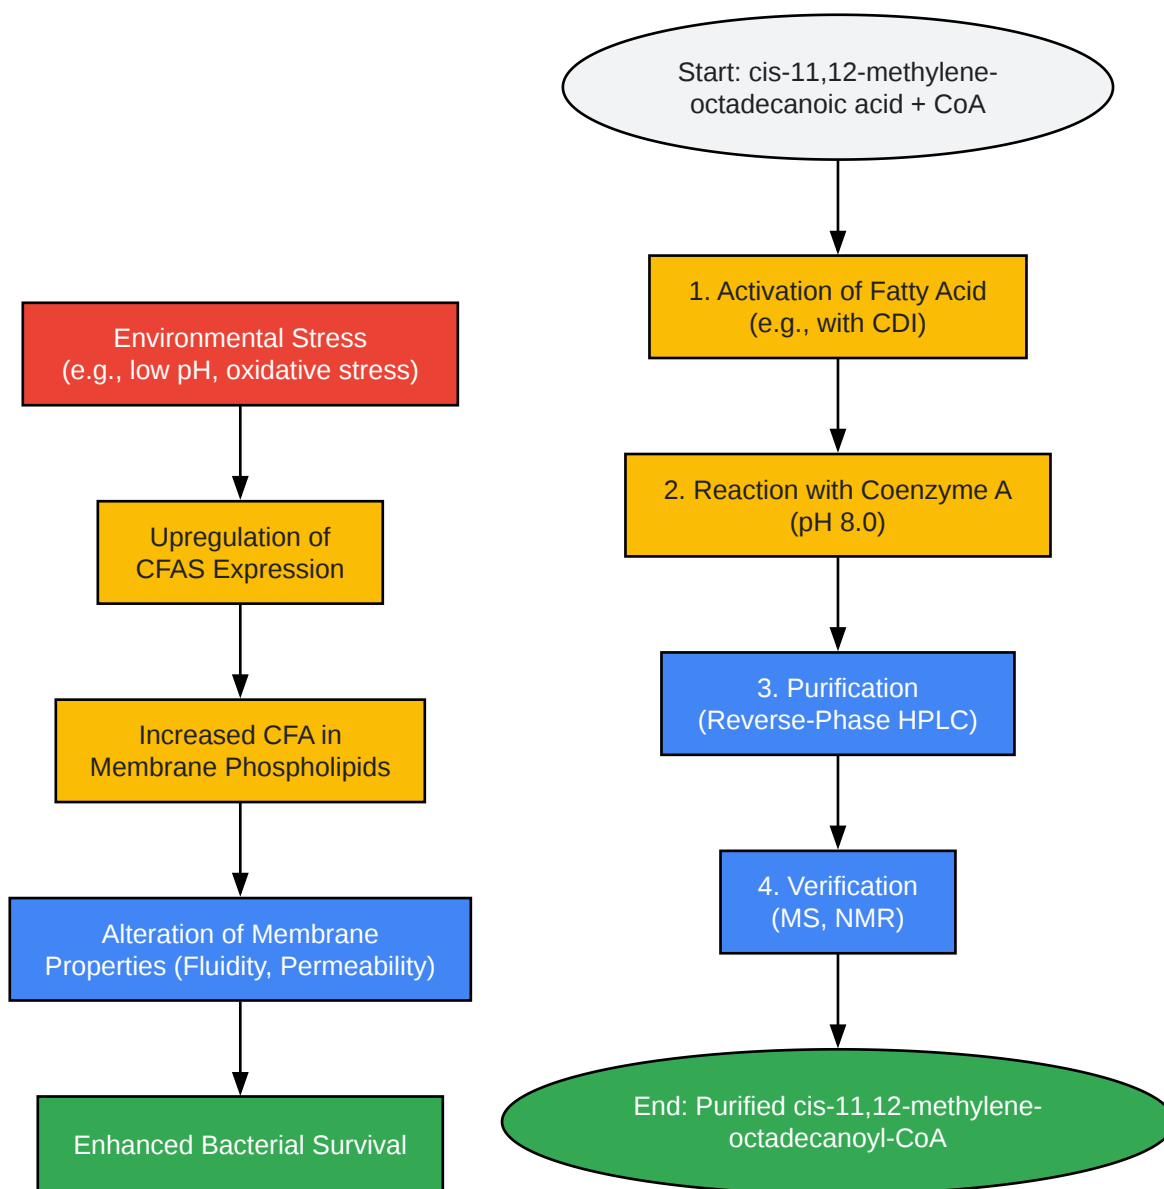 Environmental Stress
(e.g., low pH, oxidative stress)
Upregulation of
CFAS Expression
Increased CFA in
Membrane Phospholipids
Alteration of Membrane
Properties (Fluidity, Permeability)
Enhanced Bacterial Survival
Start: cis-11,12-methylene-
octadecanoic acid + CoA
1. Activation of Fatty Acid
(e.g., with CDI)
2. Reaction with Coenzyme A
(pH 8.0)
3. Purification
(Reverse-Phase HPLC)
4. Verification
(MS, NMR)
End: Purified cis-11,12-methylene-
octadecanoyl-CoA